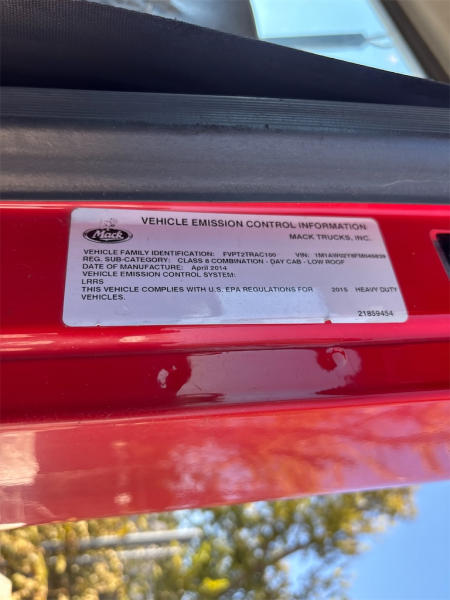 Mack
VEHICLE EMISSION CONTROL INFORMATION
MACK TRUCKS, INC.
VEHICLE FAMILY IDENTIFICATION: FVPT2TRAC100 VIN:
REG. SUB-CATEGORY: CLASS 8 COMBINATION - DAY CAB - LOW ROOF
DATE OF MANUFACTURE: April 2014
VEHICLE EMISSION CONTROL SYSTEM:
LRRS
THIS VEHICLE COMPLIES WITH U.S. EPA REGULATIONS FOR 2015 HEAVY DUTY
VEHICLES.
21859454